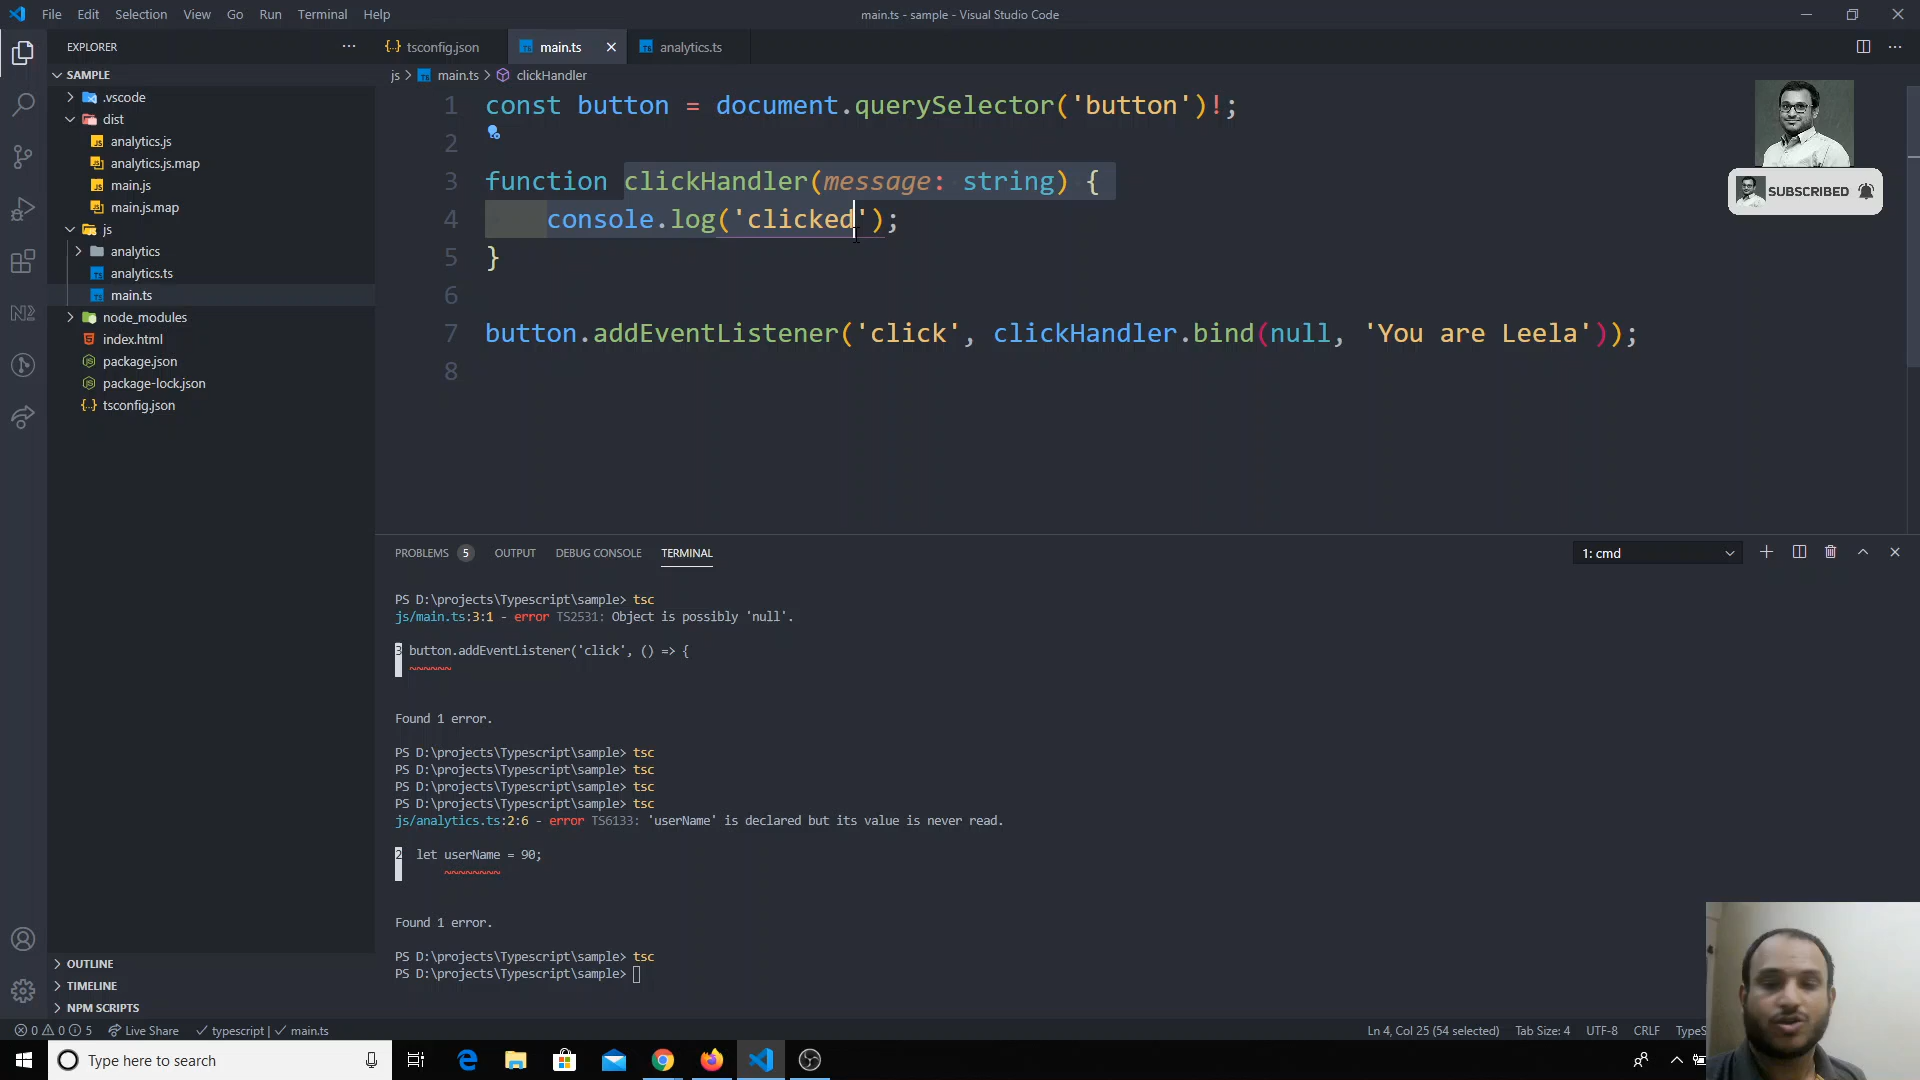 File Edit Selection View Go Run Terminal Help
main.ts - sample - Visual Studio Code
EXPLORER
SAMPLE
.vscode
dist
analytics.js
analytics.js.map
main.js
main.js.map
js
analytics
analytics.ts
main.ts
node_modules
index.html
package.json
package-lock.json
tsconfig.json
OUTLINE
TIMELINE
NPM SCRIPTS
tsconfig.json main.ts analytics.ts
js > main.ts > clickHandler
1 const button = document.querySelector('button')!;
2
3 function clickHandler(message: string) {
4 console.log('clicked');
5 }
6
7 button.addEventListener('click', clickHandler.bind(null, 'You are Leela'));
8
SUBSCRIBED
PROBLEMS 5 OUTPUT DEBUG CONSOLE TERMINAL 1: cmd
PS D:\projects\Typescript\sample> tsc
js/main.ts:3:1 - error TS2531: Object is possibly 'null'.
3 button.addEventListener('click', () => {
~~~~~~
Found 1 error.
PS D:\projects\Typescript\sample> tsc
PS D:\projects\Typescript\sample> tsc
PS D:\projects\Typescript\sample> tsc
PS D:\projects\Typescript\sample> tsc
js/analytics.ts:2:6 - error TS6133: 'userName' is declared but its value is never read.
2 let userName = 90;
~~~~~~~~
Found 1 error.
PS D:\projects\Typescript\sample> tsc
PS D:\projects\Typescript\sample>
0 0 5 Live Share typescript | main.ts Ln 4, Col 25 (54 selected) Tab Size: 4 UTF-8 CRLF TypeS
Type here to search